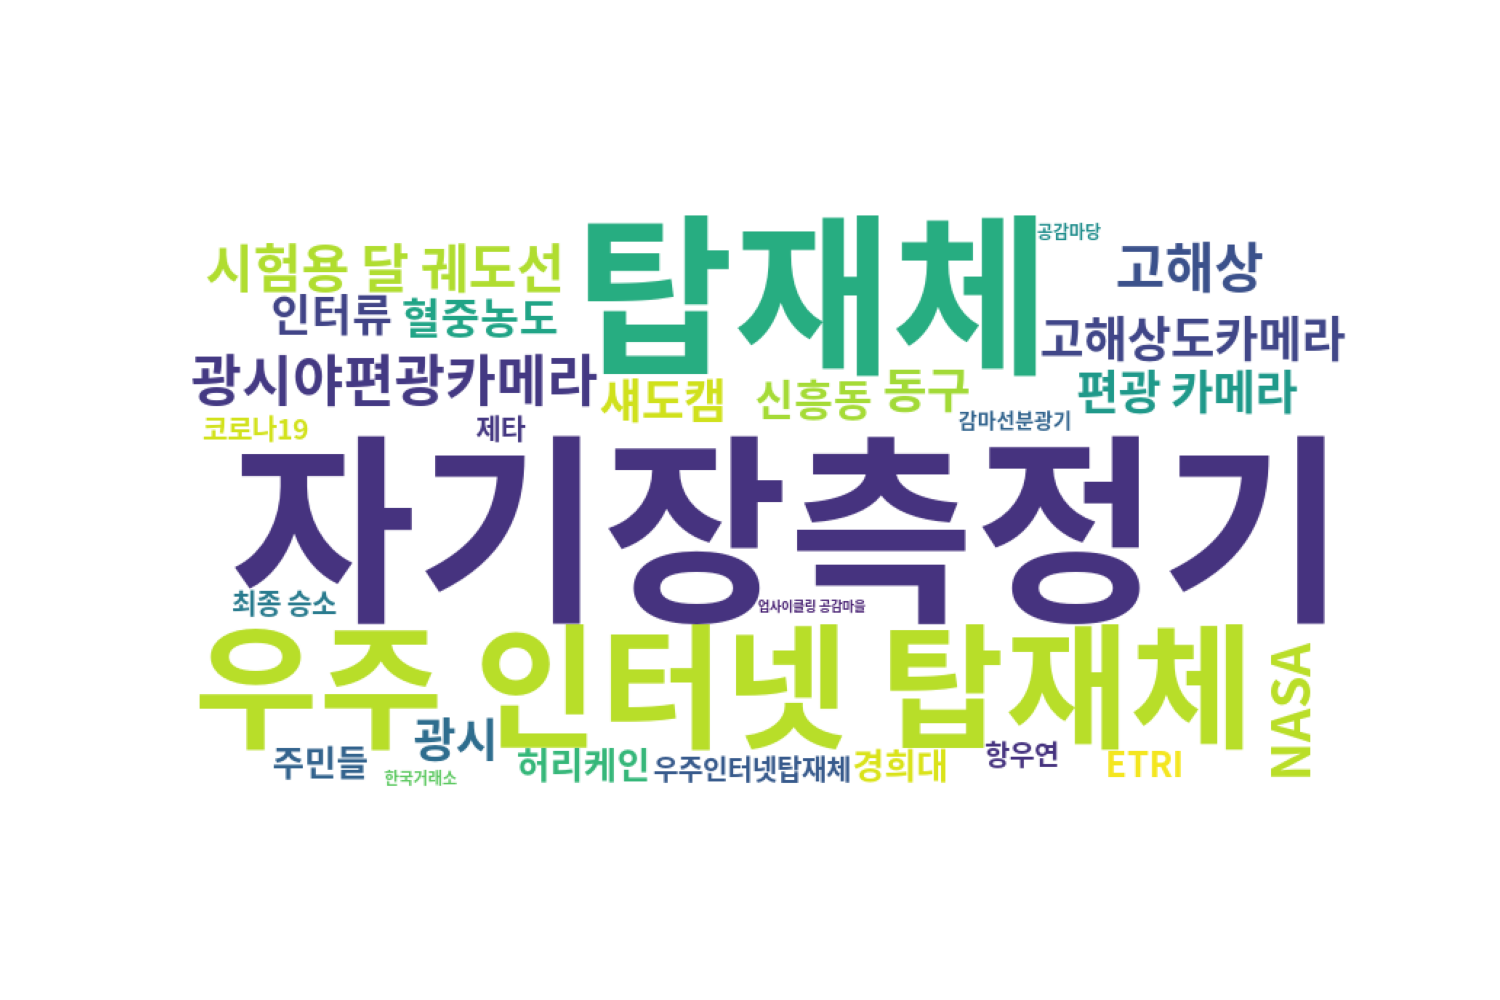 탑재체
공감마당
시험용 달 궤도선
고해상
인터류
혈중농도
고해상도카메라
광시야편광카메라
섀도캠
신흥동
동구
편광 카메라
코로나19
제타
감마선분광기
자기장측정기
최종 승소
업사이클링 공감마을
우주 인터넷 탑재체
NASA
광시
주민들
한국거래소
허리케인
우주인터넷탑재체
경희대
항우연
ETRI